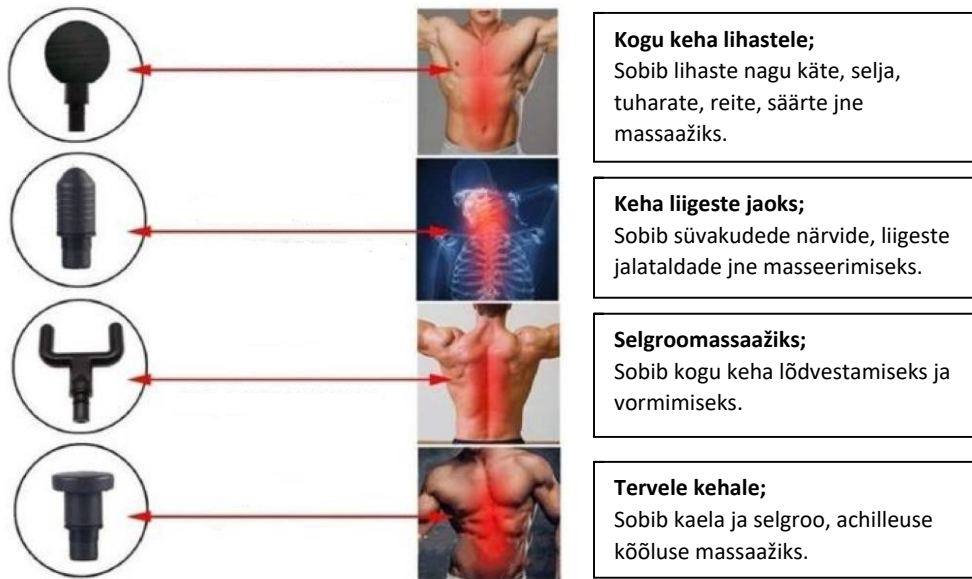 Kogu keha lihastele;
Sobib lihaste nagu käte, selja,
tuharate, reite, säärte jne
massaažiks.
Keha liigeste jaoks;
Sobib süvakudede närvide, liigeste
jalataldade jne masseerimiseks.
Selgroomassaažiks;
Sobib kogu keha lõdvestamiseks ja
vormimiseks.
Tervele kehale;
Sobib kaela ja selgroo, achilleuse
kõõluse massaažiks.